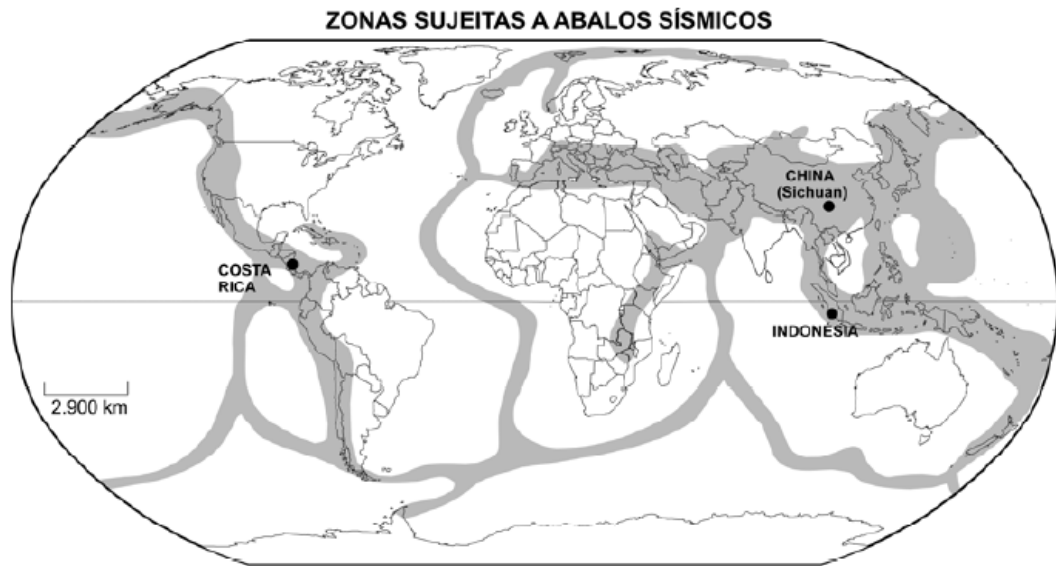 ZONAS SUJEITAS A ABALOS SÍSMICOS
CHINA
(Sichuan)
COSTA
RICA
INDONÉSIA
2.900 km